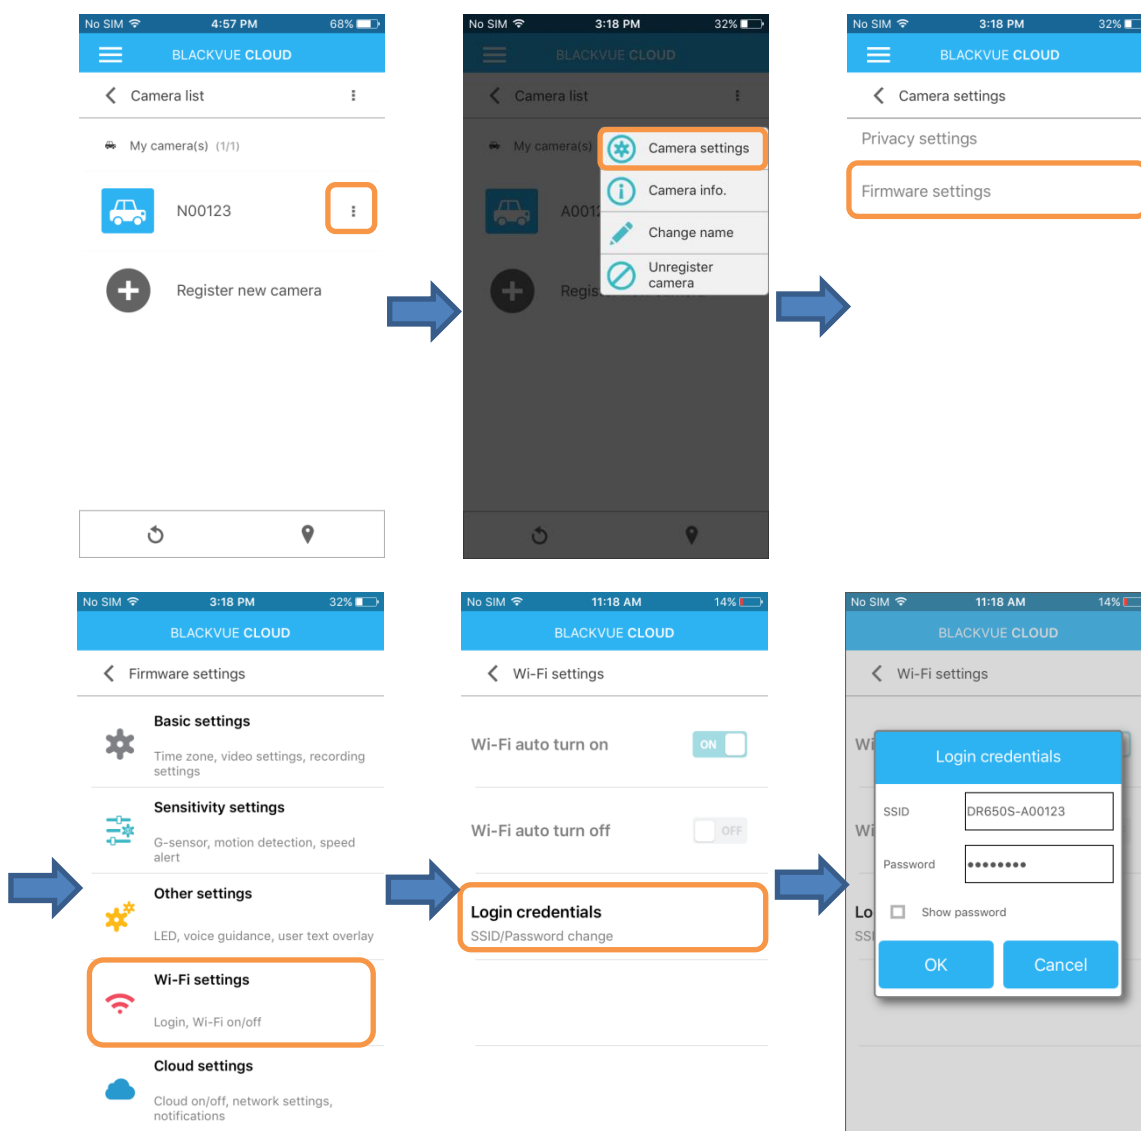 No SIM 4:57 PM 68%
BLACKVUE CLOUD
Camera list
My camera(s) (1/1)
N00123
Register new camera
No SIM 3:18 PM 32%
BLACKVUE CLOUD
Camera list
My camera(s)
Camera settings
Camera info.
A0012
Change name
Unregister
camera
Regis
No SIM 3:18 PM 32%
BLACKVUE CLOUD
Camera settings
Privacy settings
Firmware settings
No SIM 3:18 PM 32%
BLACKVUE CLOUD
Firmware settings
Basic settings
Time zone, video settings, recording
settings
Sensitivity settings
G-sensor, motion detection, speed
alert
Other settings
LED, voice guidance, user text overlay
Wi-Fi settings
Login, Wi-Fi on/off
Cloud settings
Cloud on/off, network settings,
notifications
No SIM 11:18 AM 14%
BLACKVUE CLOUD
Wi-Fi settings
Wi-Fi auto turn on ON
Wi-Fi auto turn off OFF
Login credentials
SSID/Password change
No SIM 11:18 AM 14%
BLACKVUE CLOUD
Wi-Fi settings
Wi
Login credentials
SSID DR650S-A00123
Wi
Password ••••••••
Lo
Show password
SSI
OK Cancel